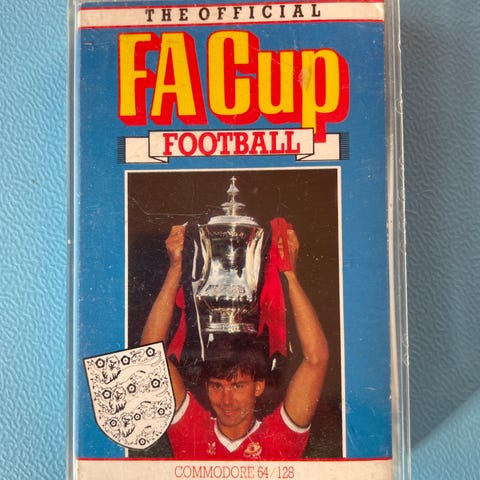 THE OFFICIAL
FA Cup
FOOTBALL
COMMODORE 64/128